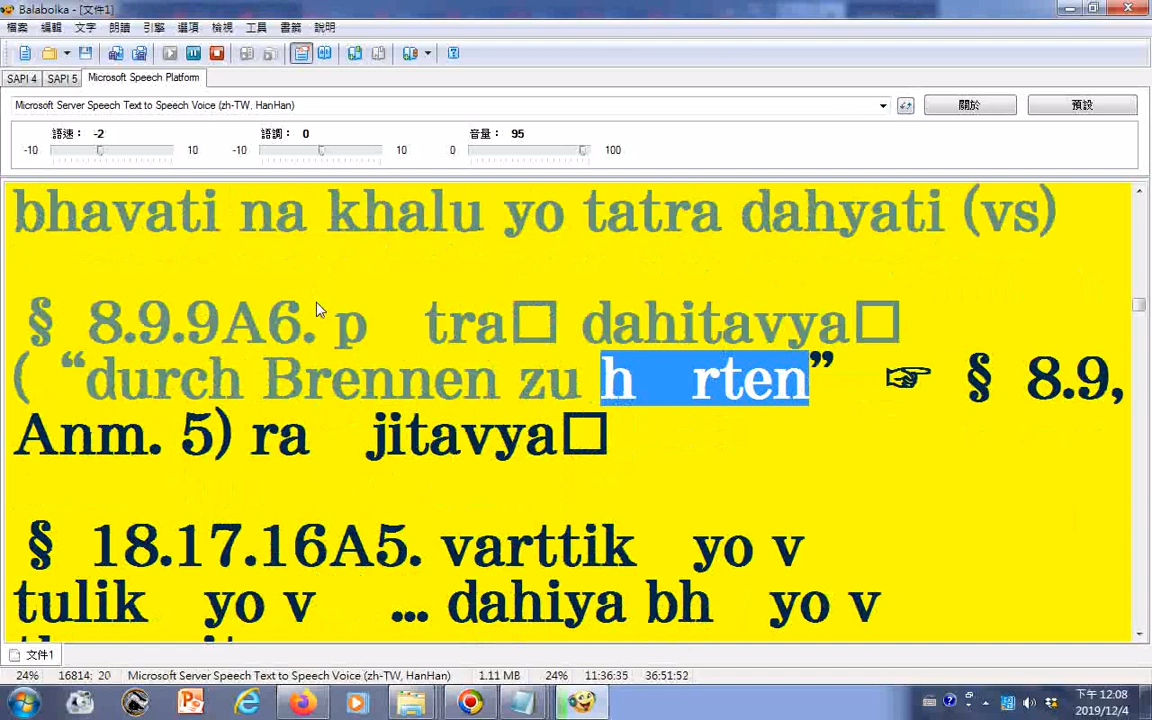 Balabolka - [文件1]
檔案 編輯 文字 朗讀 引擎 選項 檢視 工具 書籤 說明
SAPI 4 SAPI 5 Microsoft Speech Platform
Microsoft Server Speech Text to Speech Voice (zh-TW, HanHan) 關於 預設
語速： -2 語調： 0 音量： 95
-10 10 -10 10 0 100
bhavati na khalu yo tatra dahyati (vs)
§ 8.9.9A6. p tra□ dahitavya□
( “durch Brennen zu h rten” ☞ § 8.9,
Anm. 5) ra jitavya□
§ 18.17.16A5. varttik yo v
tulik yo v ... dahiya bh yo v
文件1
24% 16814; 20 Microsoft Server Speech Text to Speech Voice (zh-TW, HanHan) 1.11 MB 24% 11:36:35 36:51:52
下午 12:08
2019/12/4